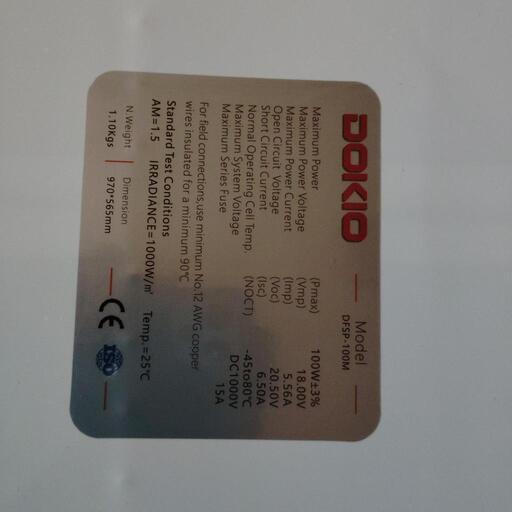 DOKIO
Model
DFSP-100M
Maximum Power (Pmax) 100W±3%
Maximum Power Voltage (Vmp) 18.00V
Maximum Power Current (Imp) 5.56A
Open Circuit Voltage (Voc) 20.50V
Short Circuit Current (Isc) 6.50A
Normal Operating Cell Temp. (NOCT) -45to80℃
Maximum System Voltage DC1000V
Maximum Series Fuse 15A
For field connections,use minimum No.12 AWG cooper
wires insulated for a minimum 90℃
Standard Test Conditions
AM=1.5 IRRADIANCE=1000W/㎡ Temp.=25℃
N.Weight Dimension
1.10Kgs 970*565mm
CE ISO